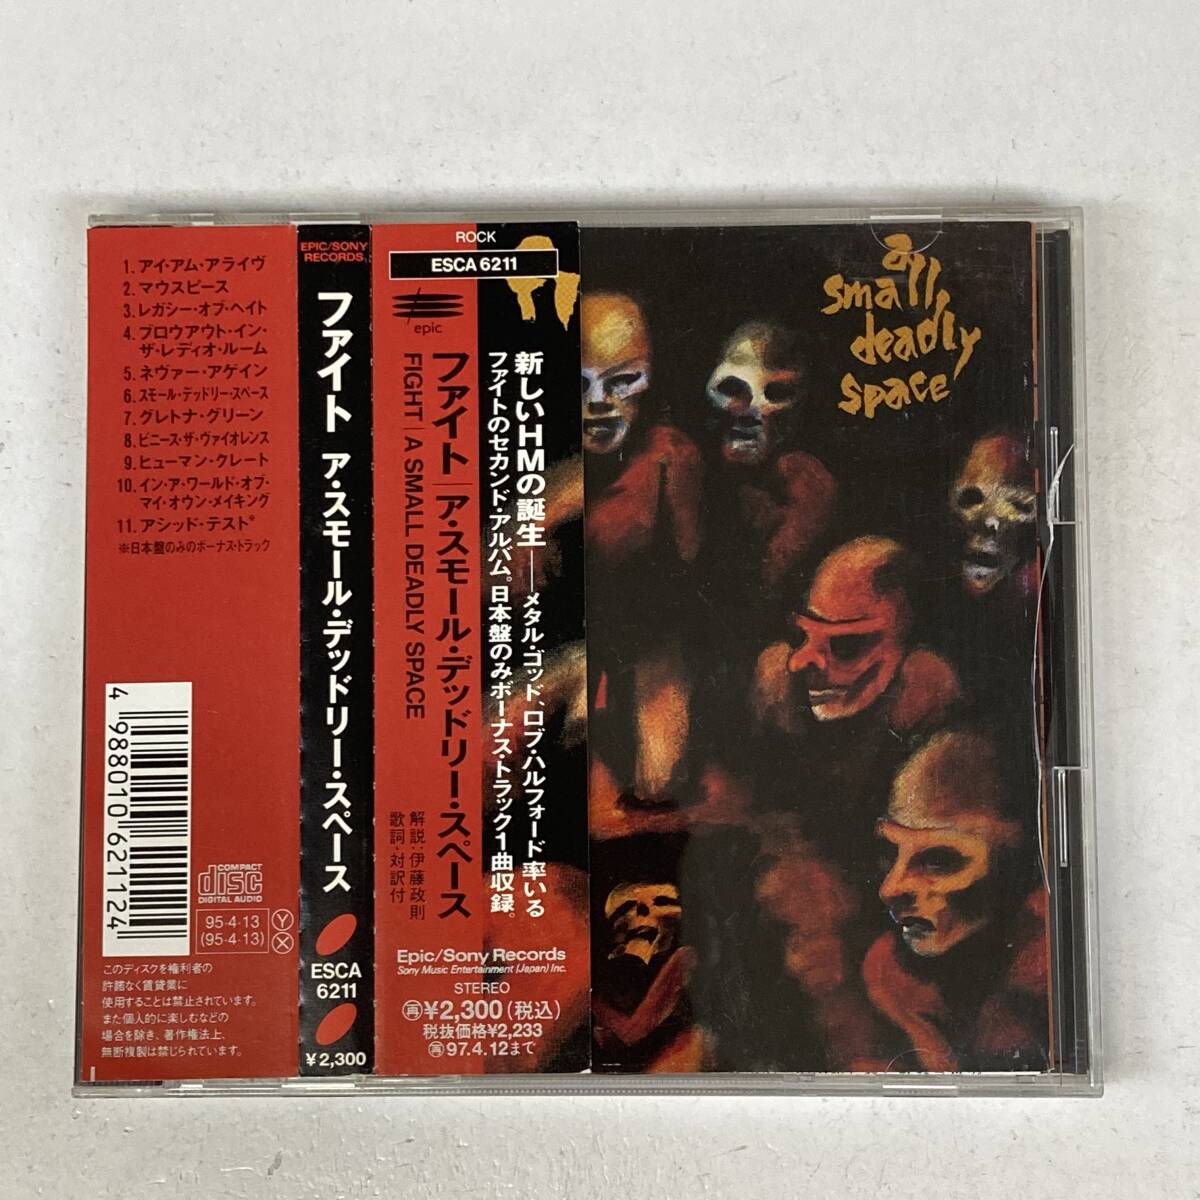 1. アイ・アム・アライヴ
2. マウスピース
3. レガシー・オブ・ヘイト
4. ブロウアウト・イン・
ザ・レディオ・ルーム
5. ネヴァー・アゲイン
6. スモール・デッドリー・スペース
7. グレトナ・グリーン
8. ビニーズ・ザ・ヴァイオレンス
9. ヒューマン・クレート
10. イン・ア・ワールド・オブ・
マイ・オウン・メイキング
11. アシッド・テスト*
※日本盤のみのボーナス・トラック
4 988010 621124
COMPACT
disc
DIGITAL AUDIO
95・4・13
(95・4・13)
Y
X
このディスクを権利者の
許諾なく賃貸業に
使用することは禁止されています。
また個人的に楽しむなどの
場合を除き、著作権法上、
無断複製は禁じられています。
EPIC/SONY
RECORDS
ファイト ア・スモール・デッドリー・スペース
ESCA
6211
¥2,300
ROCK
ESCA 6211
epic
新しいHMの誕生――メタル・ゴッド、ロブ・ハルフォード率いる
ファイトのセカンド・アルバム。日本盤のみボーナス・トラック1曲収録。
ファイト|ア・スモール・デッドリー・スペース
FIGHT|A SMALL DEADLY SPACE
解説:伊藤政則
歌詞・対訳付
Epic/Sony Records
Sony Music Entertainment (Japan) Inc.
STEREO
再¥2,300(税込)
税抜価格¥2,233
再97.4.12まで
a
small
deadly
space